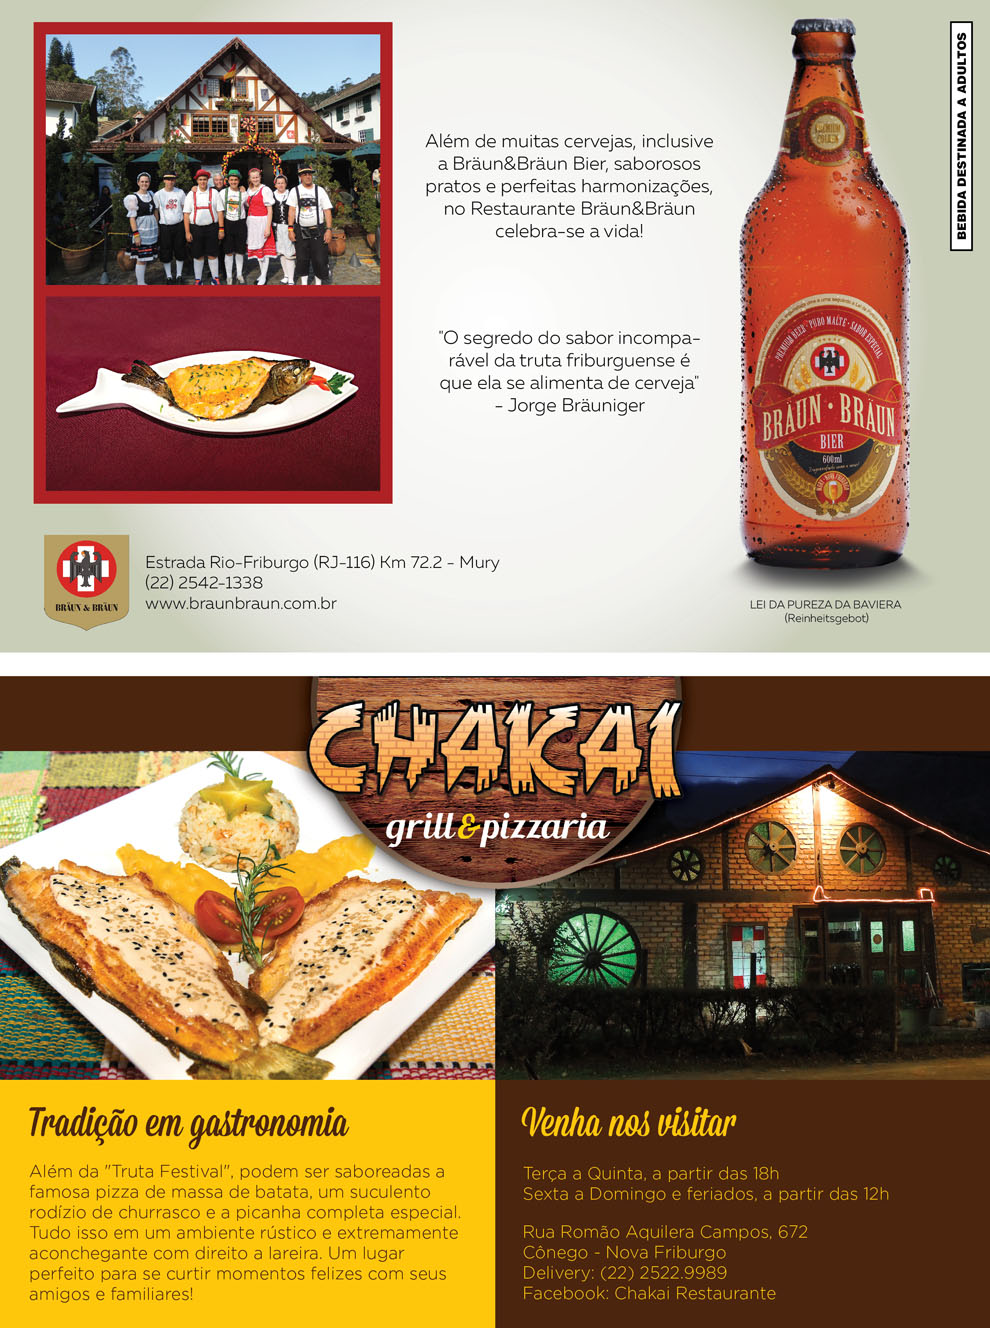 BEBIDA DESTINADA A ADULTOS
Além de muitas cervejas, inclusive
a Bräun&Bräun Bier, saborosos
pratos e perfeitas harmonizações,
no Restaurante Bräun&Bräun
celebra-se a vida!
"O segredo do sabor incompa-
rável da truta friburguense é
que ela se alimenta de cerveja"
- Jorge Bräuniger
PREMIUM BEER · PURO MALTE · SABOR ESPECIAL
BRÄUN · BRÄUN
BIER
600ml
BRÄUN & BRÄUN
Estrada Rio-Friburgo (RJ-116) Km 72.2 - Mury
(22) 2542-1338
www.braunbraun.com.br
LEI DA PUREZA DA BAVIERA
(Reinheitsgebot)
CHAKAI
grill&pizzaria
Tradição em gastronomia
Além da "Truta Festival", podem ser saboreadas a
famosa pizza de massa de batata, um suculento
rodízio de churrasco e a picanha completa especial.
Tudo isso em um ambiente rústico e extremamente
aconchegante com direito a lareira. Um lugar
perfeito para se curtir momentos felizes com seus
amigos e familiares!
Venha nos visitar
Terça a Quinta, a partir das 18h
Sexta a Domingo e feriados, a partir das 12h
Rua Romão Aquilera Campos, 672
Cônego - Nova Friburgo
Delivery: (22) 2522.9989
Facebook: Chakai Restaurante